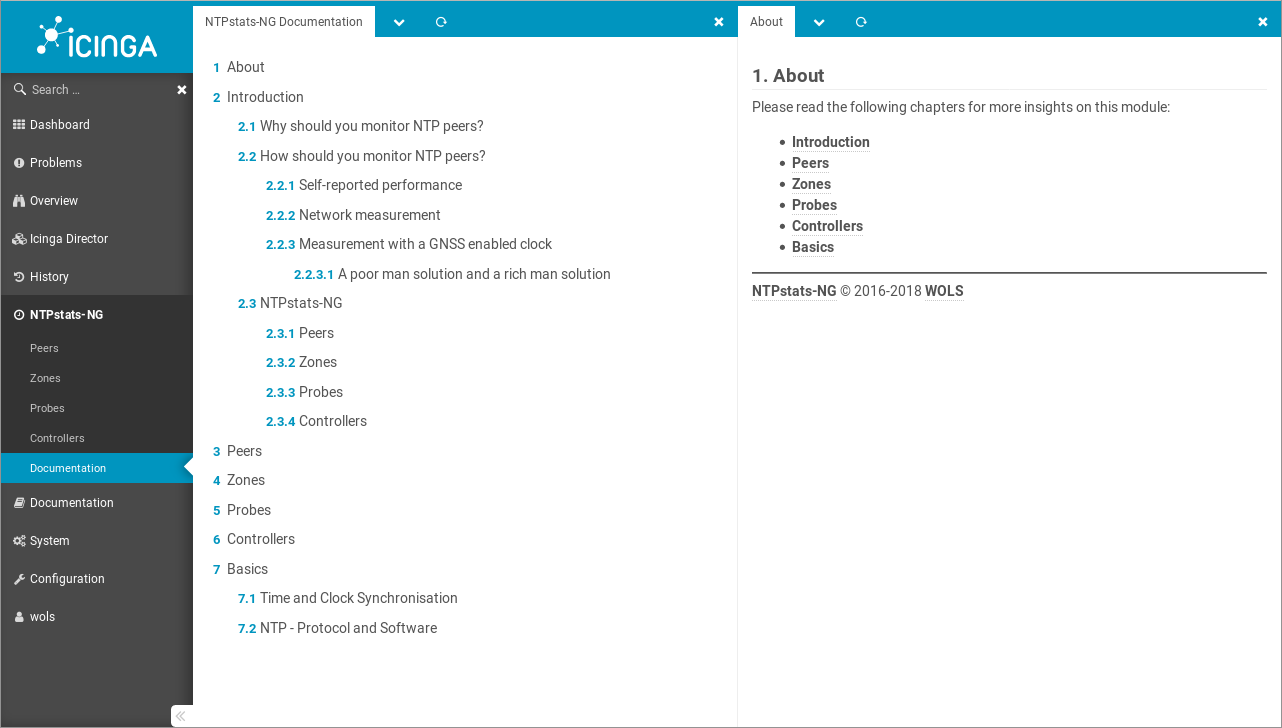 iCINGA
Search ...
Dashboard
Problems
Overview
Icinga Director
History
NTPstats-NG
Peers
Zones
Probes
Controllers
Documentation
Documentation
System
Configuration
wols
NTPstats-NG Documentation
1 About
2 Introduction
2.1 Why should you monitor NTP peers?
2.2 How should you monitor NTP peers?
2.2.1 Self-reported performance
2.2.2 Network measurement
2.2.3 Measurement with a GNSS enabled clock
2.2.3.1 A poor man solution and a rich man solution
2.3 NTPstats-NG
2.3.1 Peers
2.3.2 Zones
2.3.3 Probes
2.3.4 Controllers
3 Peers
4 Zones
5 Probes
6 Controllers
7 Basics
7.1 Time and Clock Synchronisation
7.2 NTP - Protocol and Software
About
1. About
Please read the following chapters for more insights on this module:
• Introduction
• Peers
• Zones
• Probes
• Controllers
• Basics
NTPstats-NG © 2016-2018 WOLS